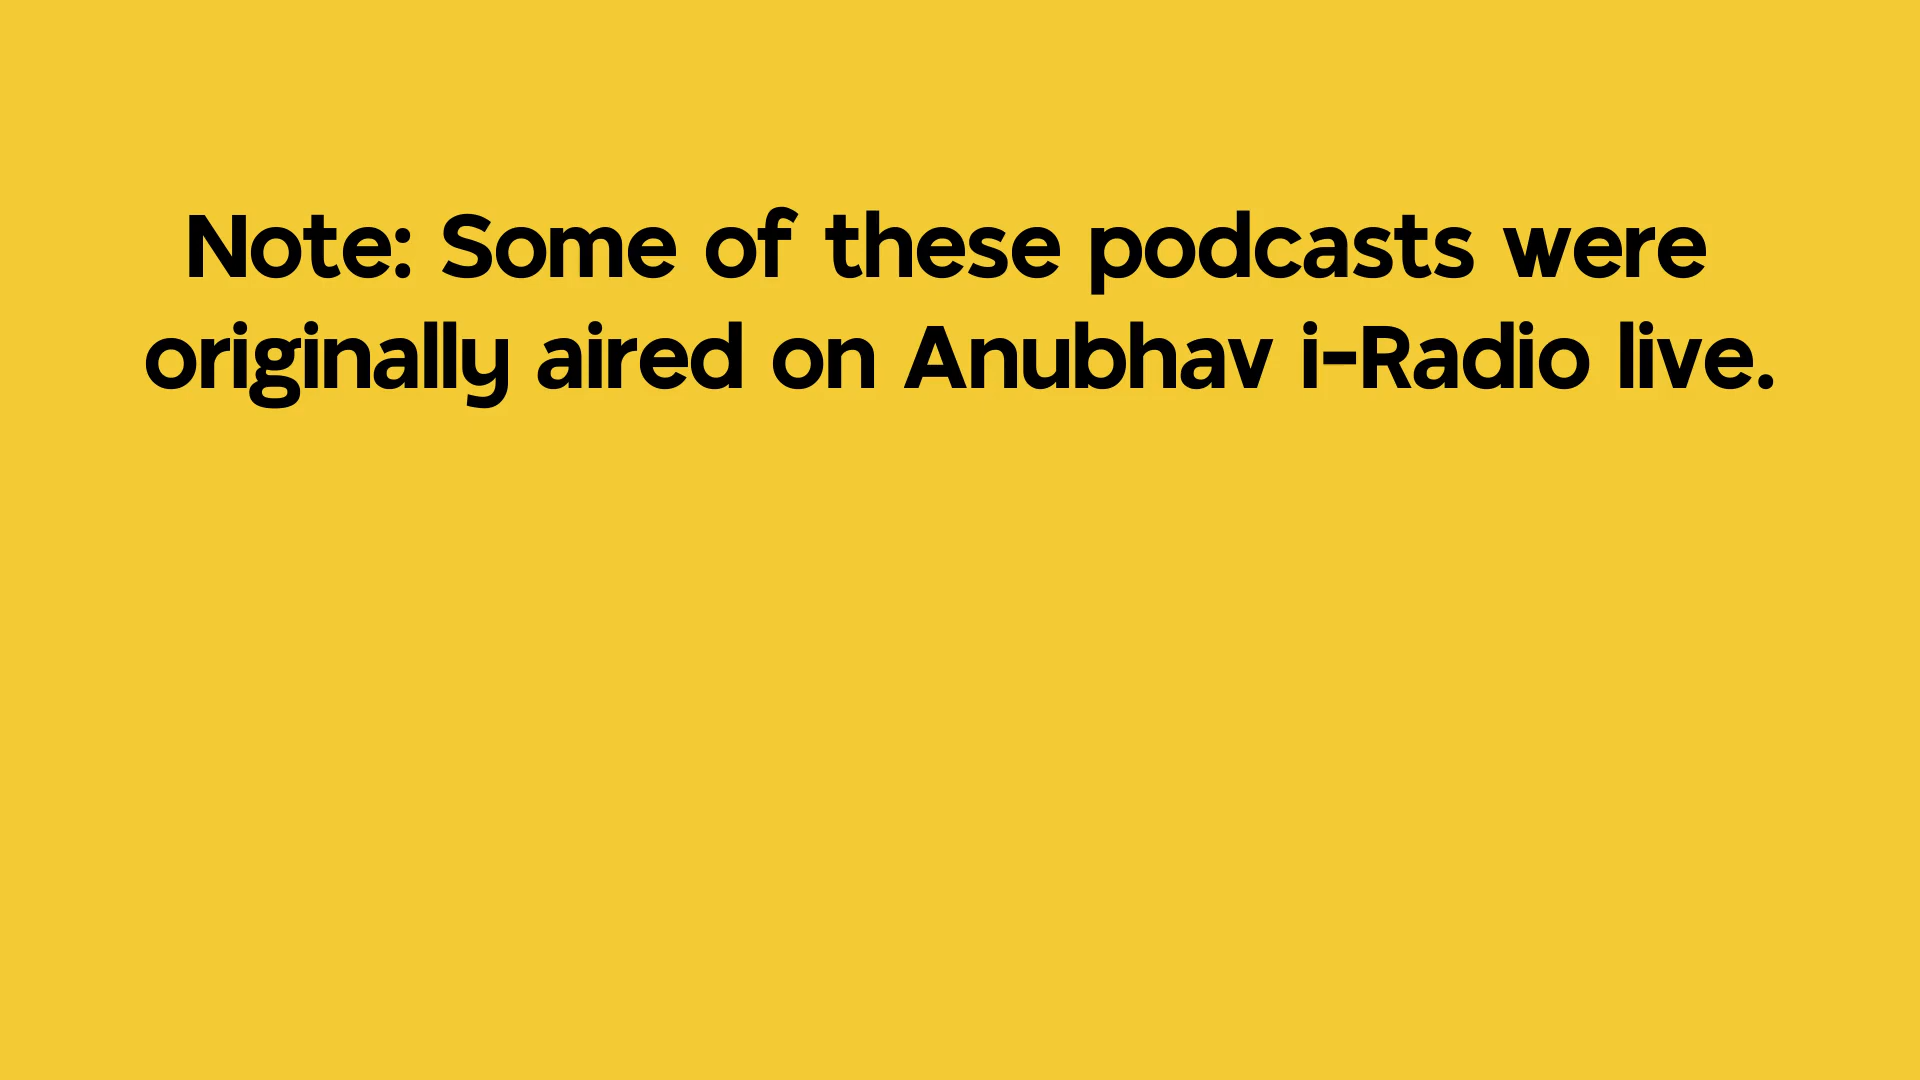 Note: Some of these podcasts were
originally aired on Anubhav i-Radio live.